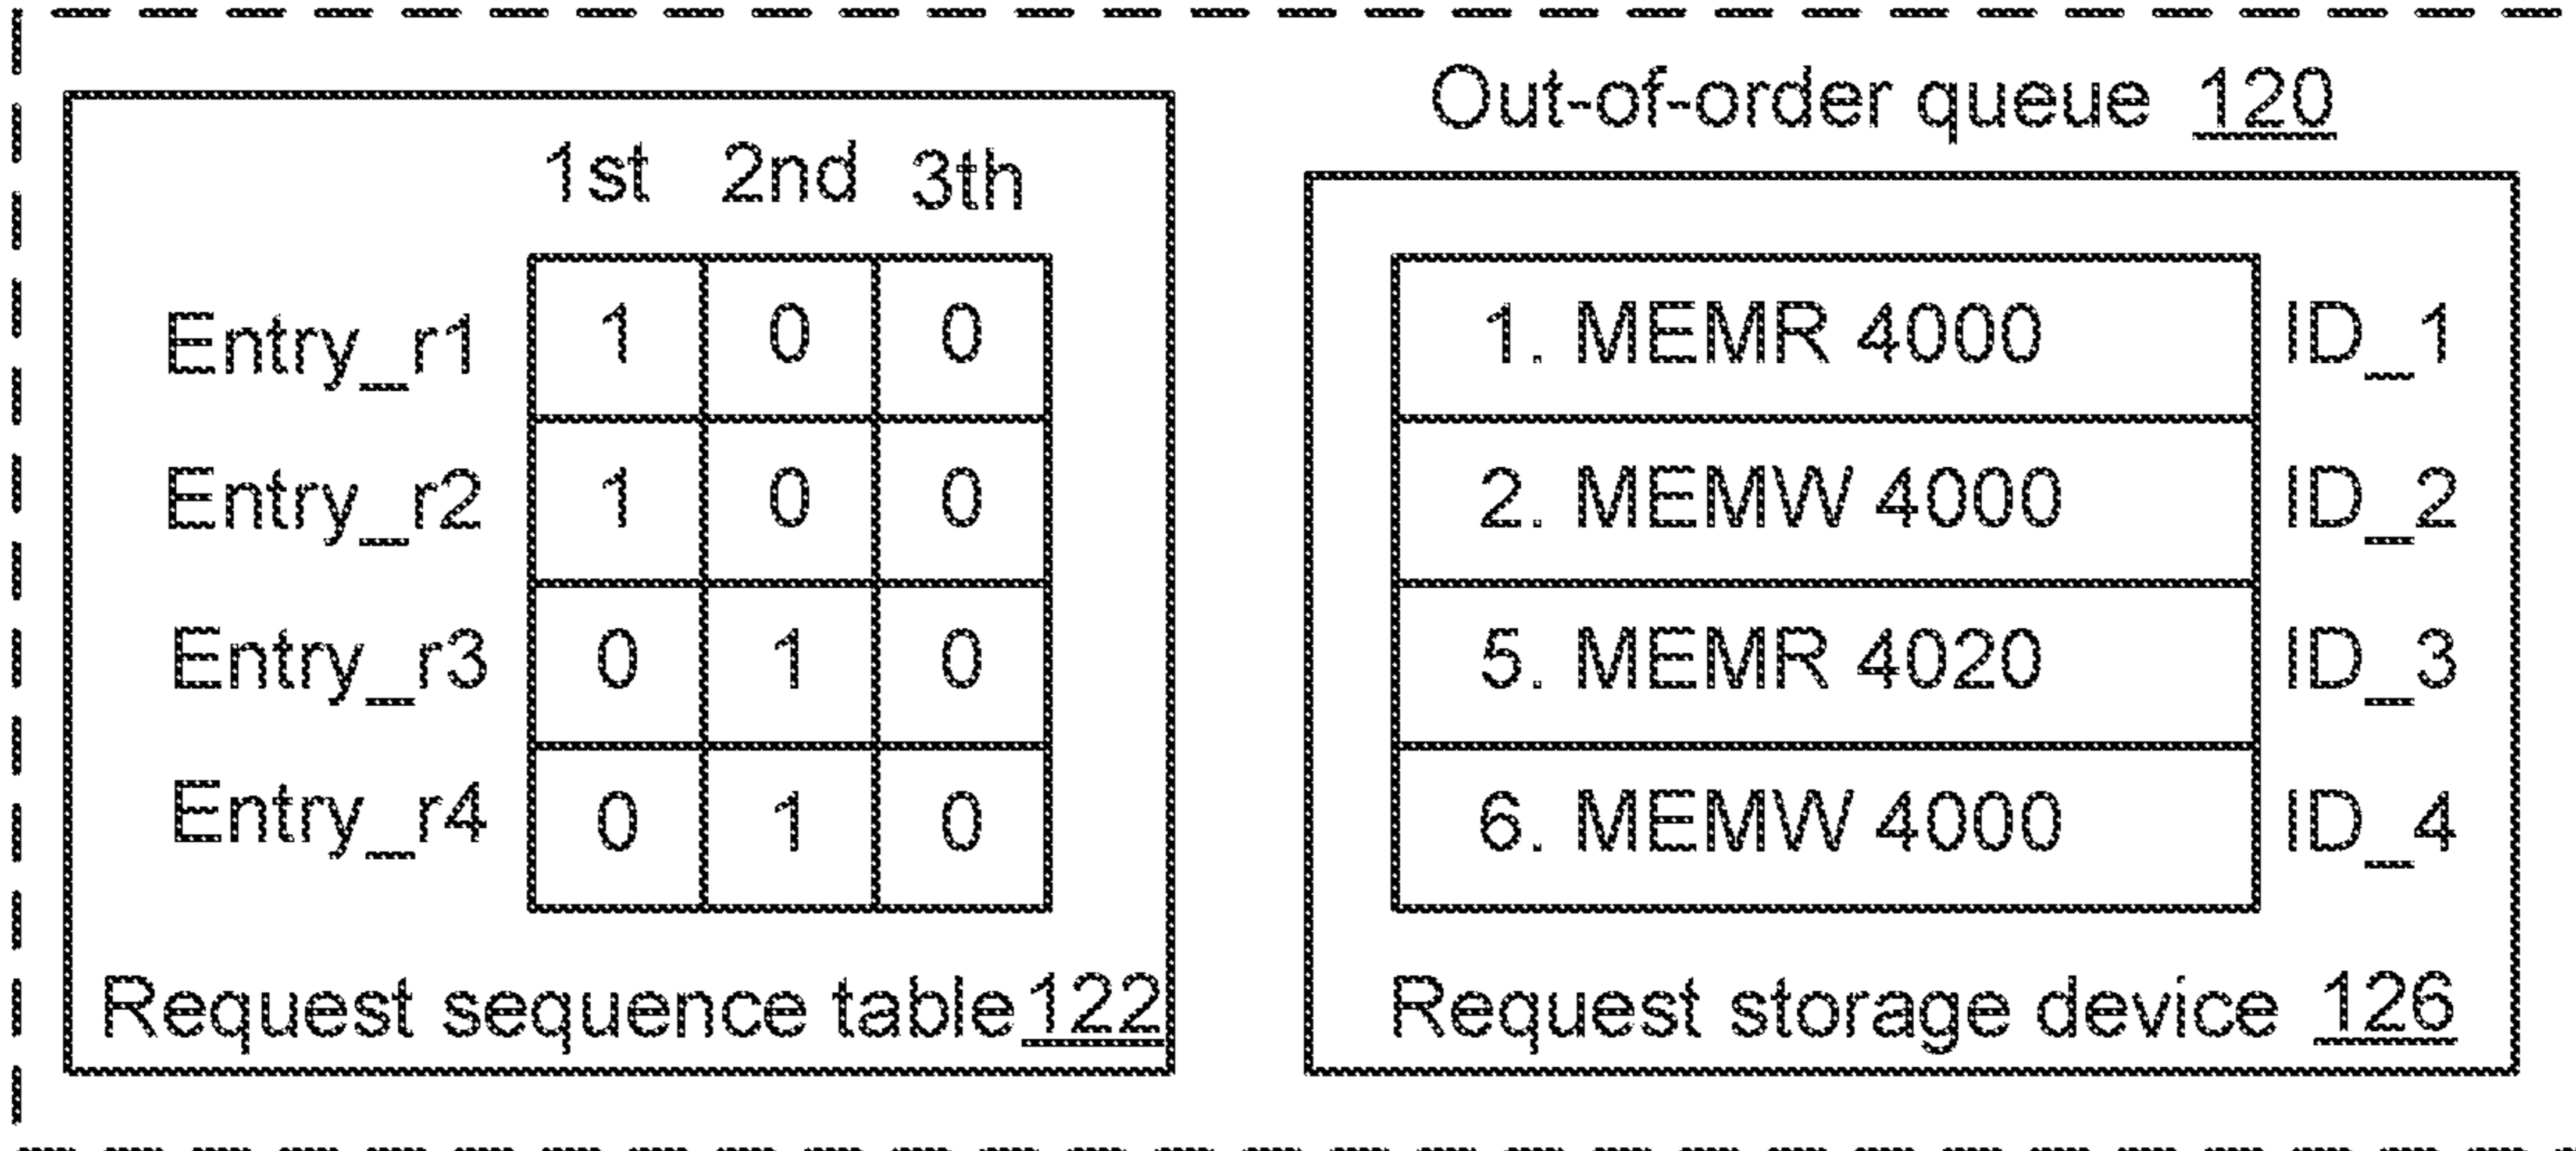 Out-of-order queue 120
1st 2nd 3th
Entry_r1 1 0 0
Entry_r2 1 0 0
Entry_r3 0 1 0
Entry_r4 0 1 0
Request sequence table 122
1. MEMR 4000 ID_1
2. MEMW 4000 ID_2
5. MEMR 4020 ID_3
6. MEMW 4000 ID_4
Request storage device 126